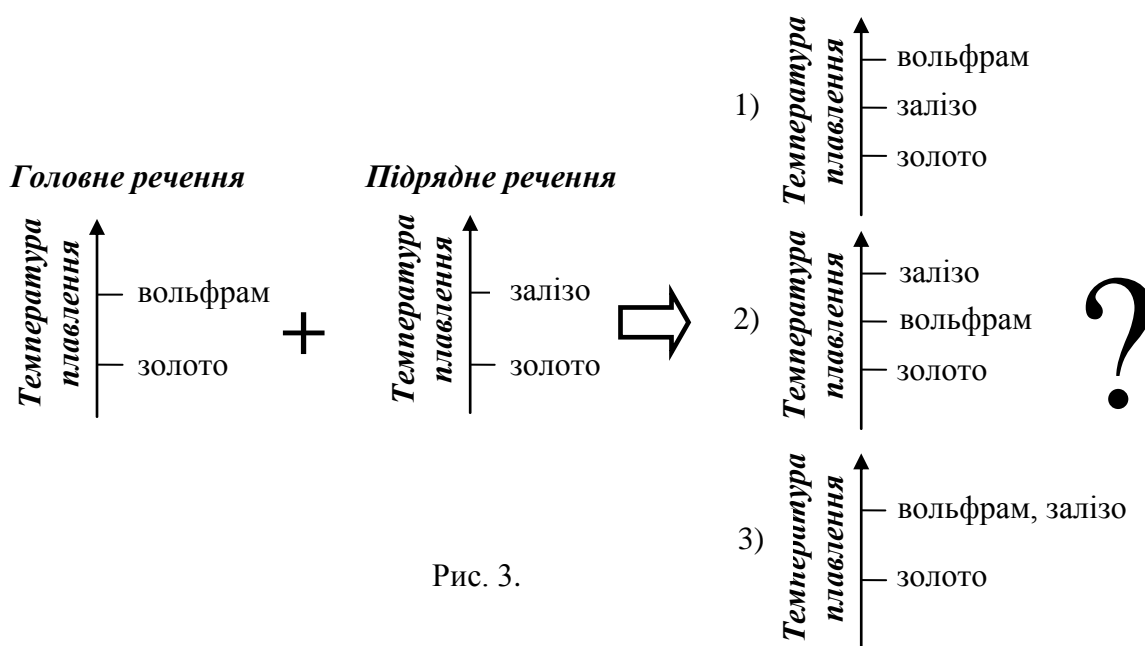 Головне речення
Температура
плавлення
вольфрам
золото
+
Підрядне речення
Температура
плавлення
залізо
золото
1)
Температура
плавлення
вольфрам
залізо
золото
2)
Температура
плавлення
залізо
вольфрам
золото
?
3)
Температура
плавлення
вольфрам, залізо
золото
Рис. 3.